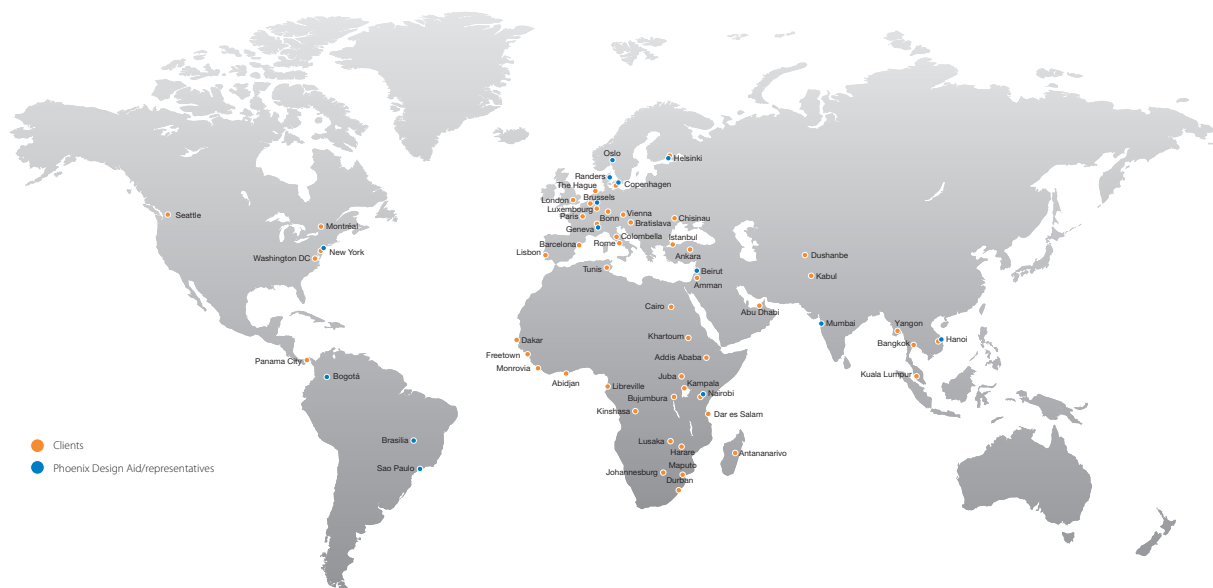 Oslo
Helsinki
Randers
Copenhagen
The Hague
London
Brussels
Luxembourg
Paris
Bonn
Vienna
Bratislava
Chisinau
Geneva
Colombella
Istanbul
Barcelona
Rome
Ankara
Lisbon
Tunis
Beirut
Amman
Seattle
Montréal
New York
Washington DC
Dushanbe
Kabul
Cairo
Abu Dhabi
Mumbai
Yangon
Hanoi
Bangkok
Khartoum
Dakar
Freetown
Monrovia
Abidjan
Addis Ababa
Panama City
Bogotá
Juba
Kampala
Kuala Lumpur
Libreville
Bujumbura
Nairobi
Kinshasa
Dar es Salam
Brasilia
Lusaka
Harare
Antananarivo
Sao Paulo
Johannesburg
Maputo
Durban
Clients
Phoenix Design Aid/representatives